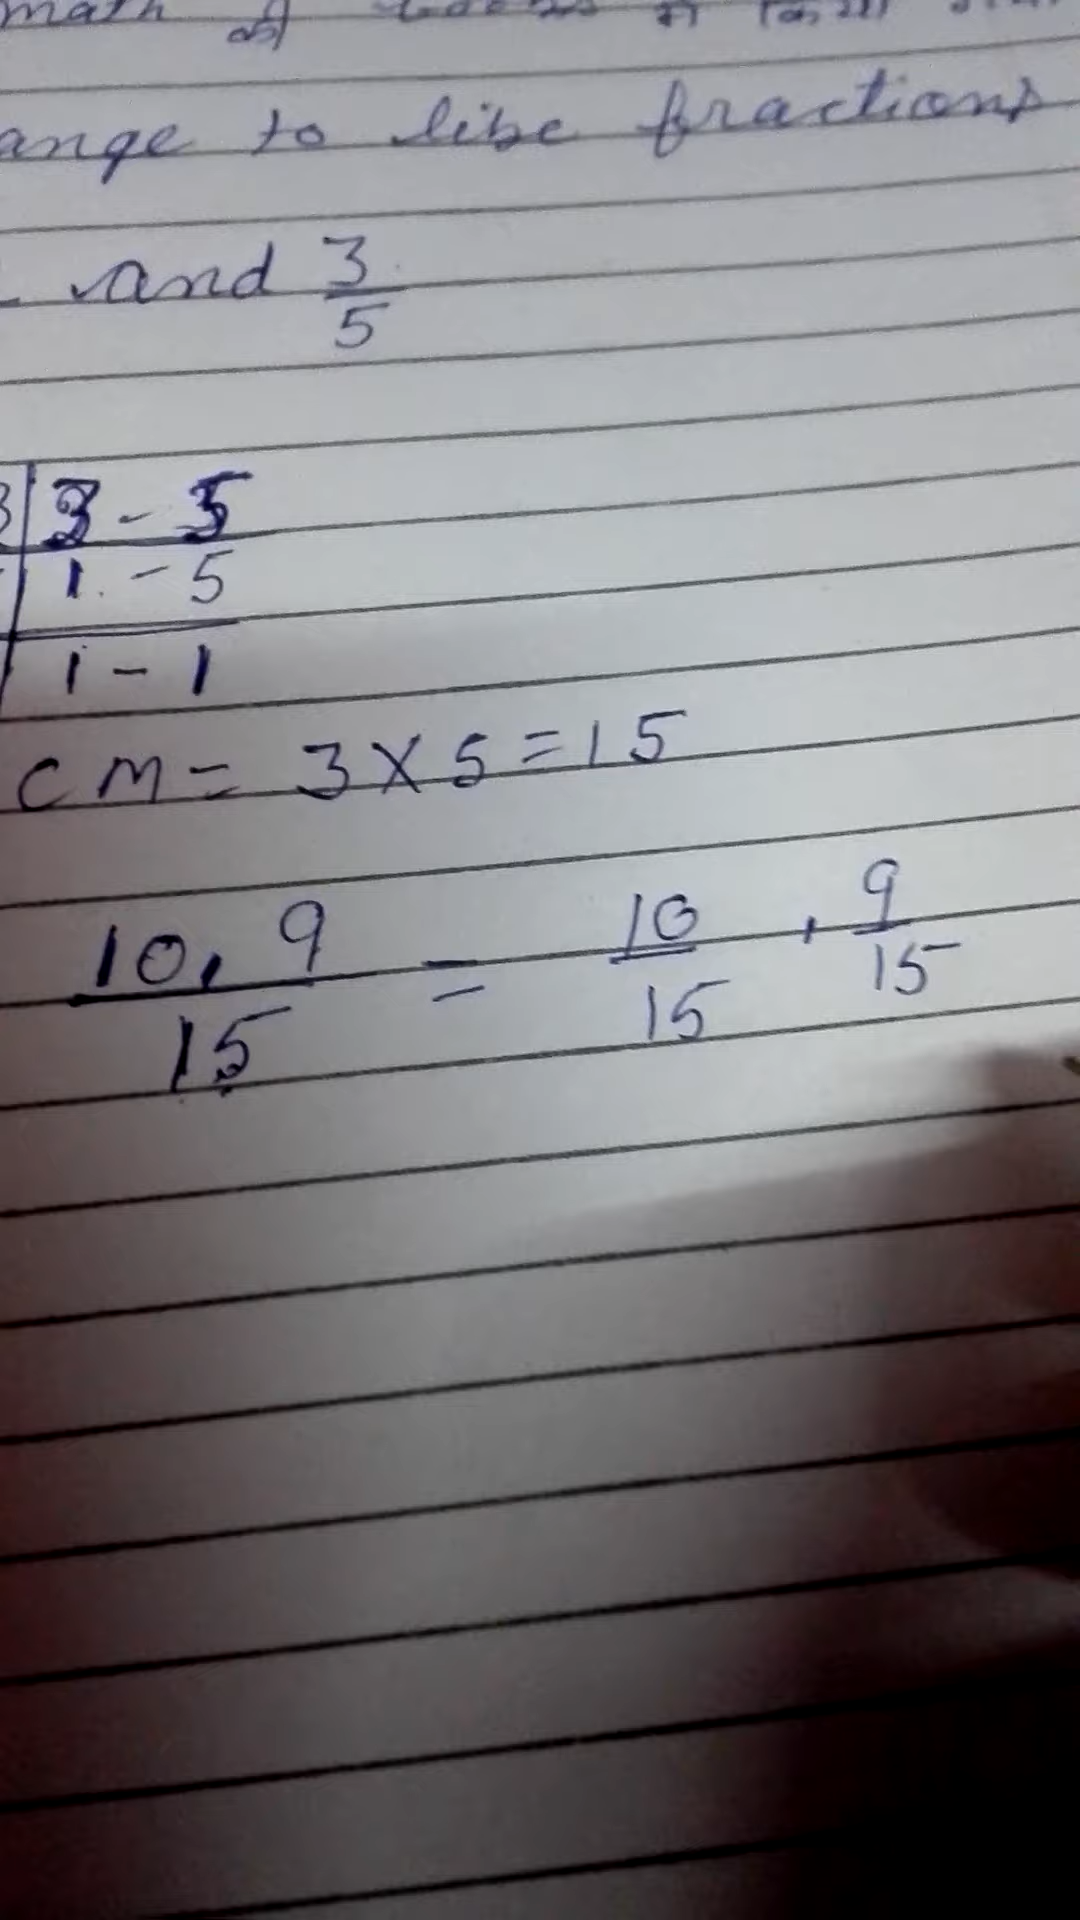 math की में किसी
ange to like fractions
and 3/5
3 | 3 - 5
1 - 5
1 - 1
CM = 3 × 5 = 15
10, 9/15 = 10/15, 9/15